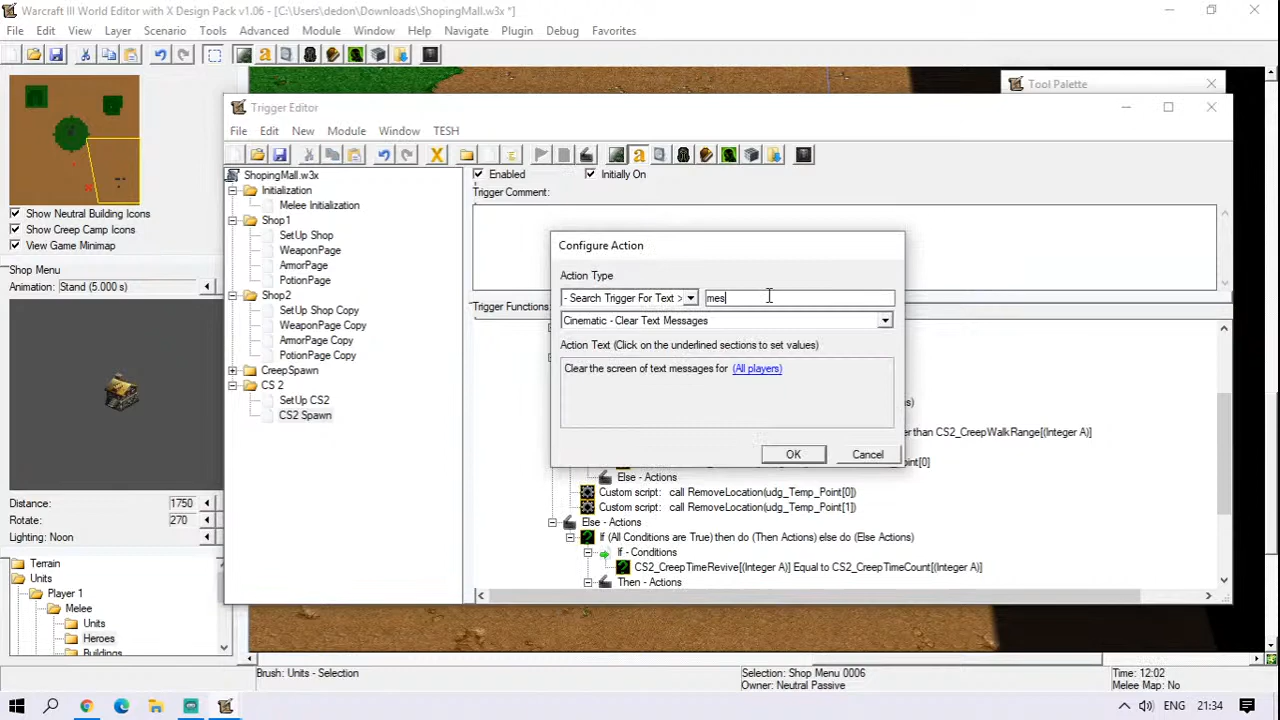 Warcraft III World Editor with X Design Pack v1.06 - [C:\Users\dedon\Downloads\ShopingMall.w3x *]
File Edit View Layer Scenario Tools Advanced Module Window Help Navigate Plugin Debug Favorites
Tool Palette
Trigger Editor
File Edit New Module Window TESH
ShopingMall.w3x
Initialization
Melee Initialization
Shop1
SetUp Shop
WeaponPage
ArmorPage
PotionPage
Shop2
SetUp Shop Copy
WeaponPage Copy
ArmorPage Copy
PotionPage Copy
CreepSpawn
CS 2
SetUp CS2
CS2 Spawn
Enabled Initially On
Trigger Comment:
Trigger Functions
Configure Action
Action Type
- Search Trigger For Text > mes
Cinematic - Clear Text Messages
Action Text (Click on the underlined sections to set values)
Clear the screen of text messages for (All players)
OK Cancel
er than CS2_CreepWalkRange[(Integer A)]
Else - Actions
Custom script: call RemoveLocation(udg_Temp_Point[0])
Custom script: call RemoveLocation(udg_Temp_Point[1])
Else - Actions
If (All Conditions are True) then do (Then Actions) else do (Else Actions)
If - Conditions
CS2_CreepTimeRevive[(Integer A)] Equal to CS2_CreepTimeCount[(Integer A)]
Then - Actions
Show Neutral Building Icons
Show Creep Camp Icons
View Game Minimap
Shop Menu
Animation: Stand (5.000 s)
Distance: 1750
Rotate: 270
Lighting: Noon
Terrain
Units
Player 1
Melee
Units
Heroes
Buildings
Brush: Units - Selection
Selection: Shop Menu 0006
Owner: Neutral Passive
Time: 12:02
Melee Map: No
ENG 21:34